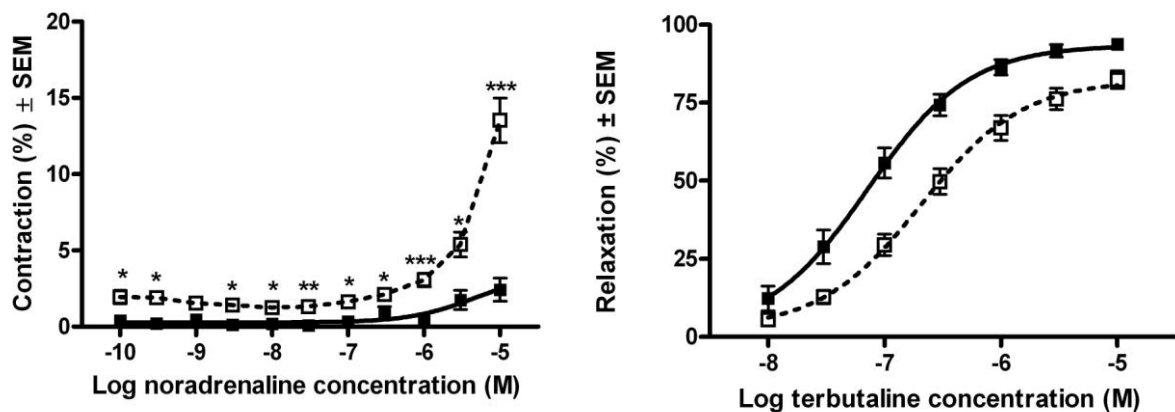 20
15
10
5
0
Contraction (%) ± SEM
* * * * ** * * *** * ***
-10 -9 -8 -7 -6 -5
Log noradrenaline concentration (M)
100
75
50
25
0
Relaxation (%) ± SEM
-8 -7 -6 -5
Log terbutaline concentration (M)